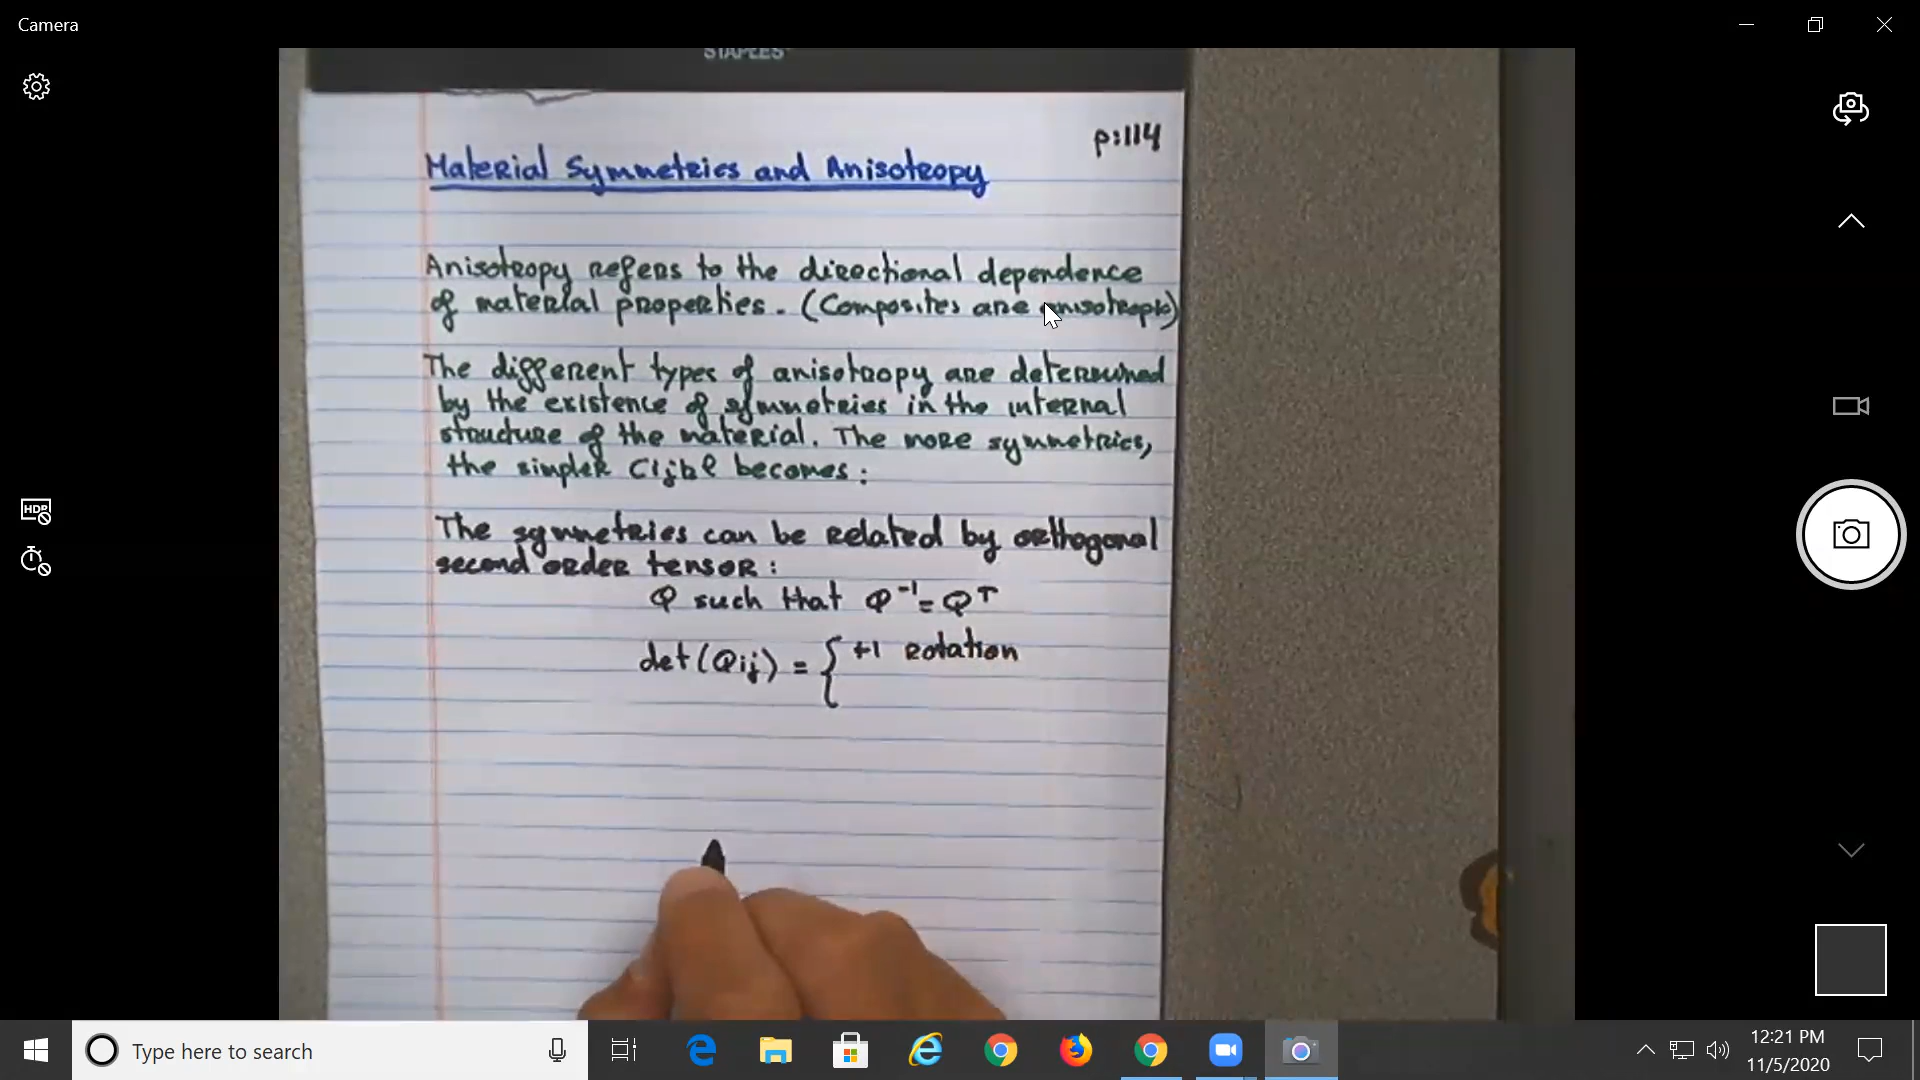 Camera
STAPLES
p:114
Material Symmetries and Anisotropy
Anisotropy refers to the directional dependence
of material properties. (Composites are anisotropic)
The different types of anisotropy are determined
by the existence of symmetries in the internal
structure of the material. The more symmetries,
the simpler Cijkl becomes:
The symmetries can be related by orthogonal
second order tensor:
Q such that Q⁻¹=Qᵀ
det(Qij) = { +1 rotation
HDR
Type here to search
12:21 PM
11/5/2020